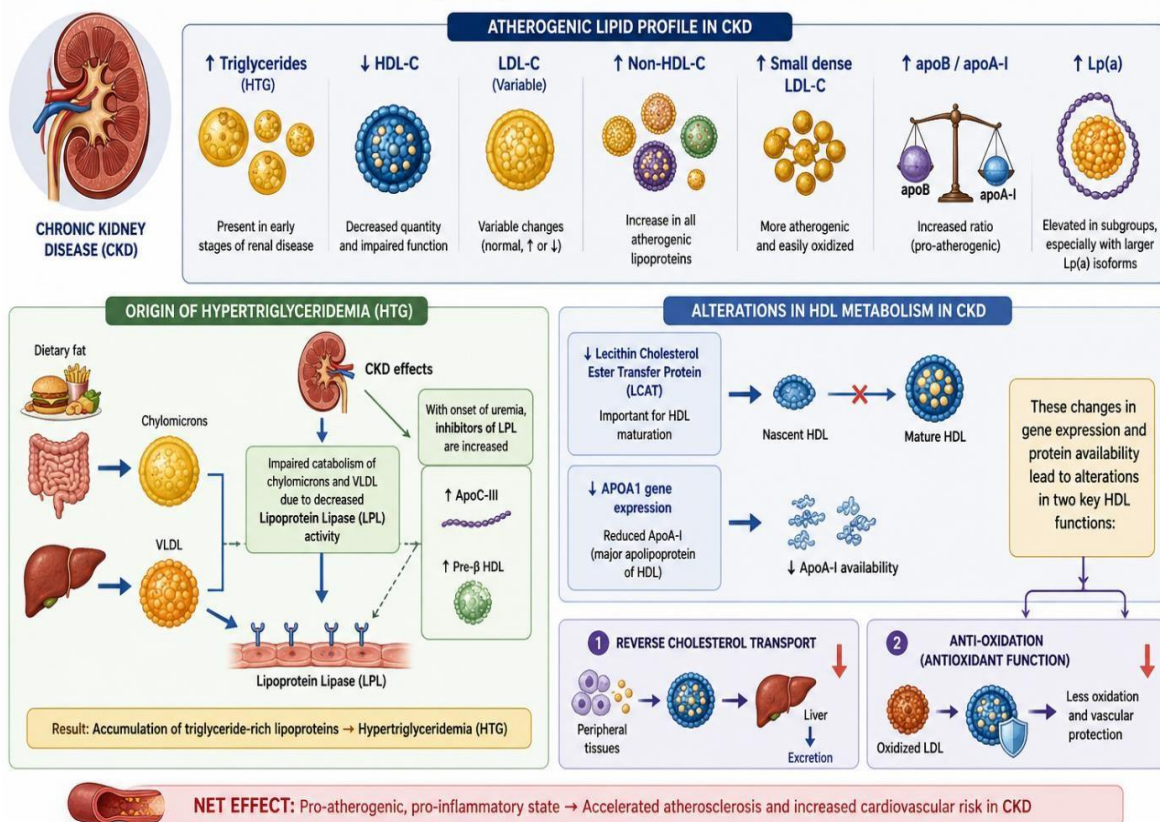 ATHEROGENIC LIPID PROFILE IN CKD
CHRONIC KIDNEY
DISEASE (CKD)
↑ Triglycerides
(HTG)
Present in early
stages of renal disease
↓ HDL-C
Decreased quantity
and impaired function
LDL-C
(Variable)
Variable changes
(normal, ↑ or ↓)
↑ Non-HDL-C
Increase in all
atherogenic
lipoproteins
↑ Small dense
LDL-C
More atherogenic
and easily oxidized
↑ apoB / apoA-I
apoB
apoA-I
Increased ratio
(pro-atherogenic)
↑ Lp(a)
Elevated in subgroups,
especially with larger
Lp(a) isoforms
ORIGIN OF HYPERTRIGLYCERIDEMIA (HTG)
Dietary fat
Chylomicrons
VLDL
CKD effects
Impaired catabolism of
chylomicrons and VLDL
due to decreased
Lipoprotein Lipase (LPL)
activity
With onset of uremia,
inhibitors of LPL
are increased
↑ ApoC-III
↑ Pre-β HDL
Lipoprotein Lipase (LPL)
Result: Accumulation of triglyceride-rich lipoproteins → Hypertriglyceridemia (HTG)
ALTERATIONS IN HDL METABOLISM IN CKD
↓ Lecithin Cholesterol
Ester Transfer Protein
(LCAT)
Important for HDL
maturation
Nascent HDL
Mature HDL
↓ APOA1 gene
expression
Reduced ApoA-I
(major apolipoprotein
of HDL)
↓ ApoA-I availability
These changes in
gene expression and
protein availability
lead to alterations
in two key HDL
functions:
1 REVERSE CHOLESTEROL TRANSPORT
Peripheral
tissues
Liver
Excretion
2 ANTI-OXIDATION
(ANTIOXIDANT FUNCTION)
Oxidized LDL
Less oxidation
and vascular
protection
NET EFFECT: Pro-atherogenic, pro-inflammatory state → Accelerated atherosclerosis and increased cardiovascular risk in CKD